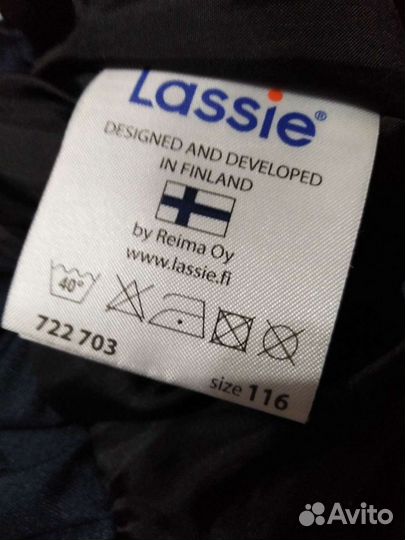 Lassie®
DESIGNED AND DEVELOPED
IN FINLAND
by Reima Oy
www.lassie.fi
40°
722 703
size 116
Avito